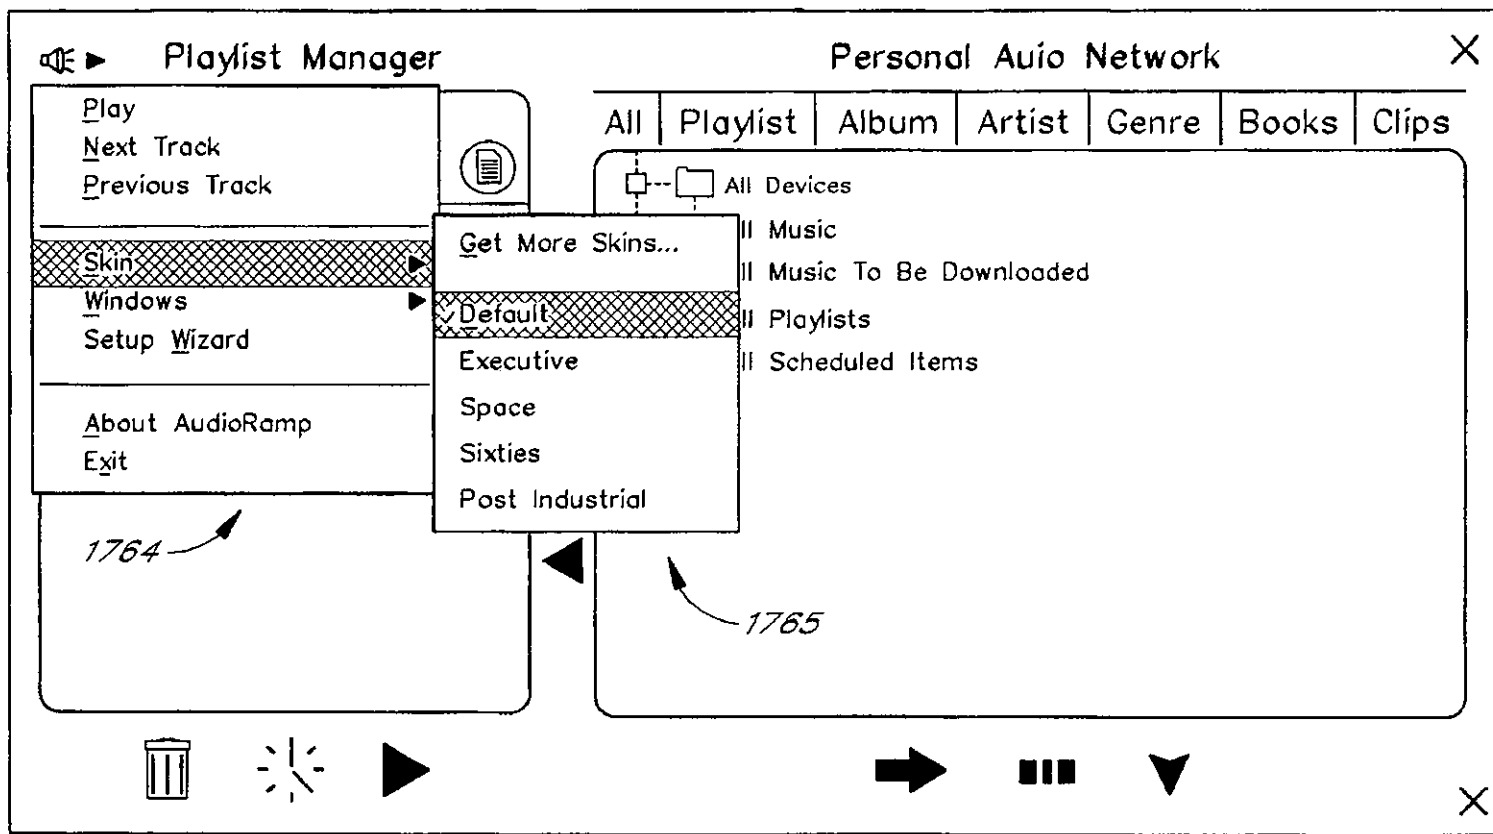 Playlist Manager
Personal Auio Network
Play
Next Track
Previous Track
Skin
Windows
Setup Wizard
About AudioRamp
Exit
Get More Skins...
Default
Executive
Space
Sixties
Post Industrial
All Playlist Album Artist Genre Books Clips
All Devices
ll Music
ll Music To Be Downloaded
ll Playlists
ll Scheduled Items
1764
1765